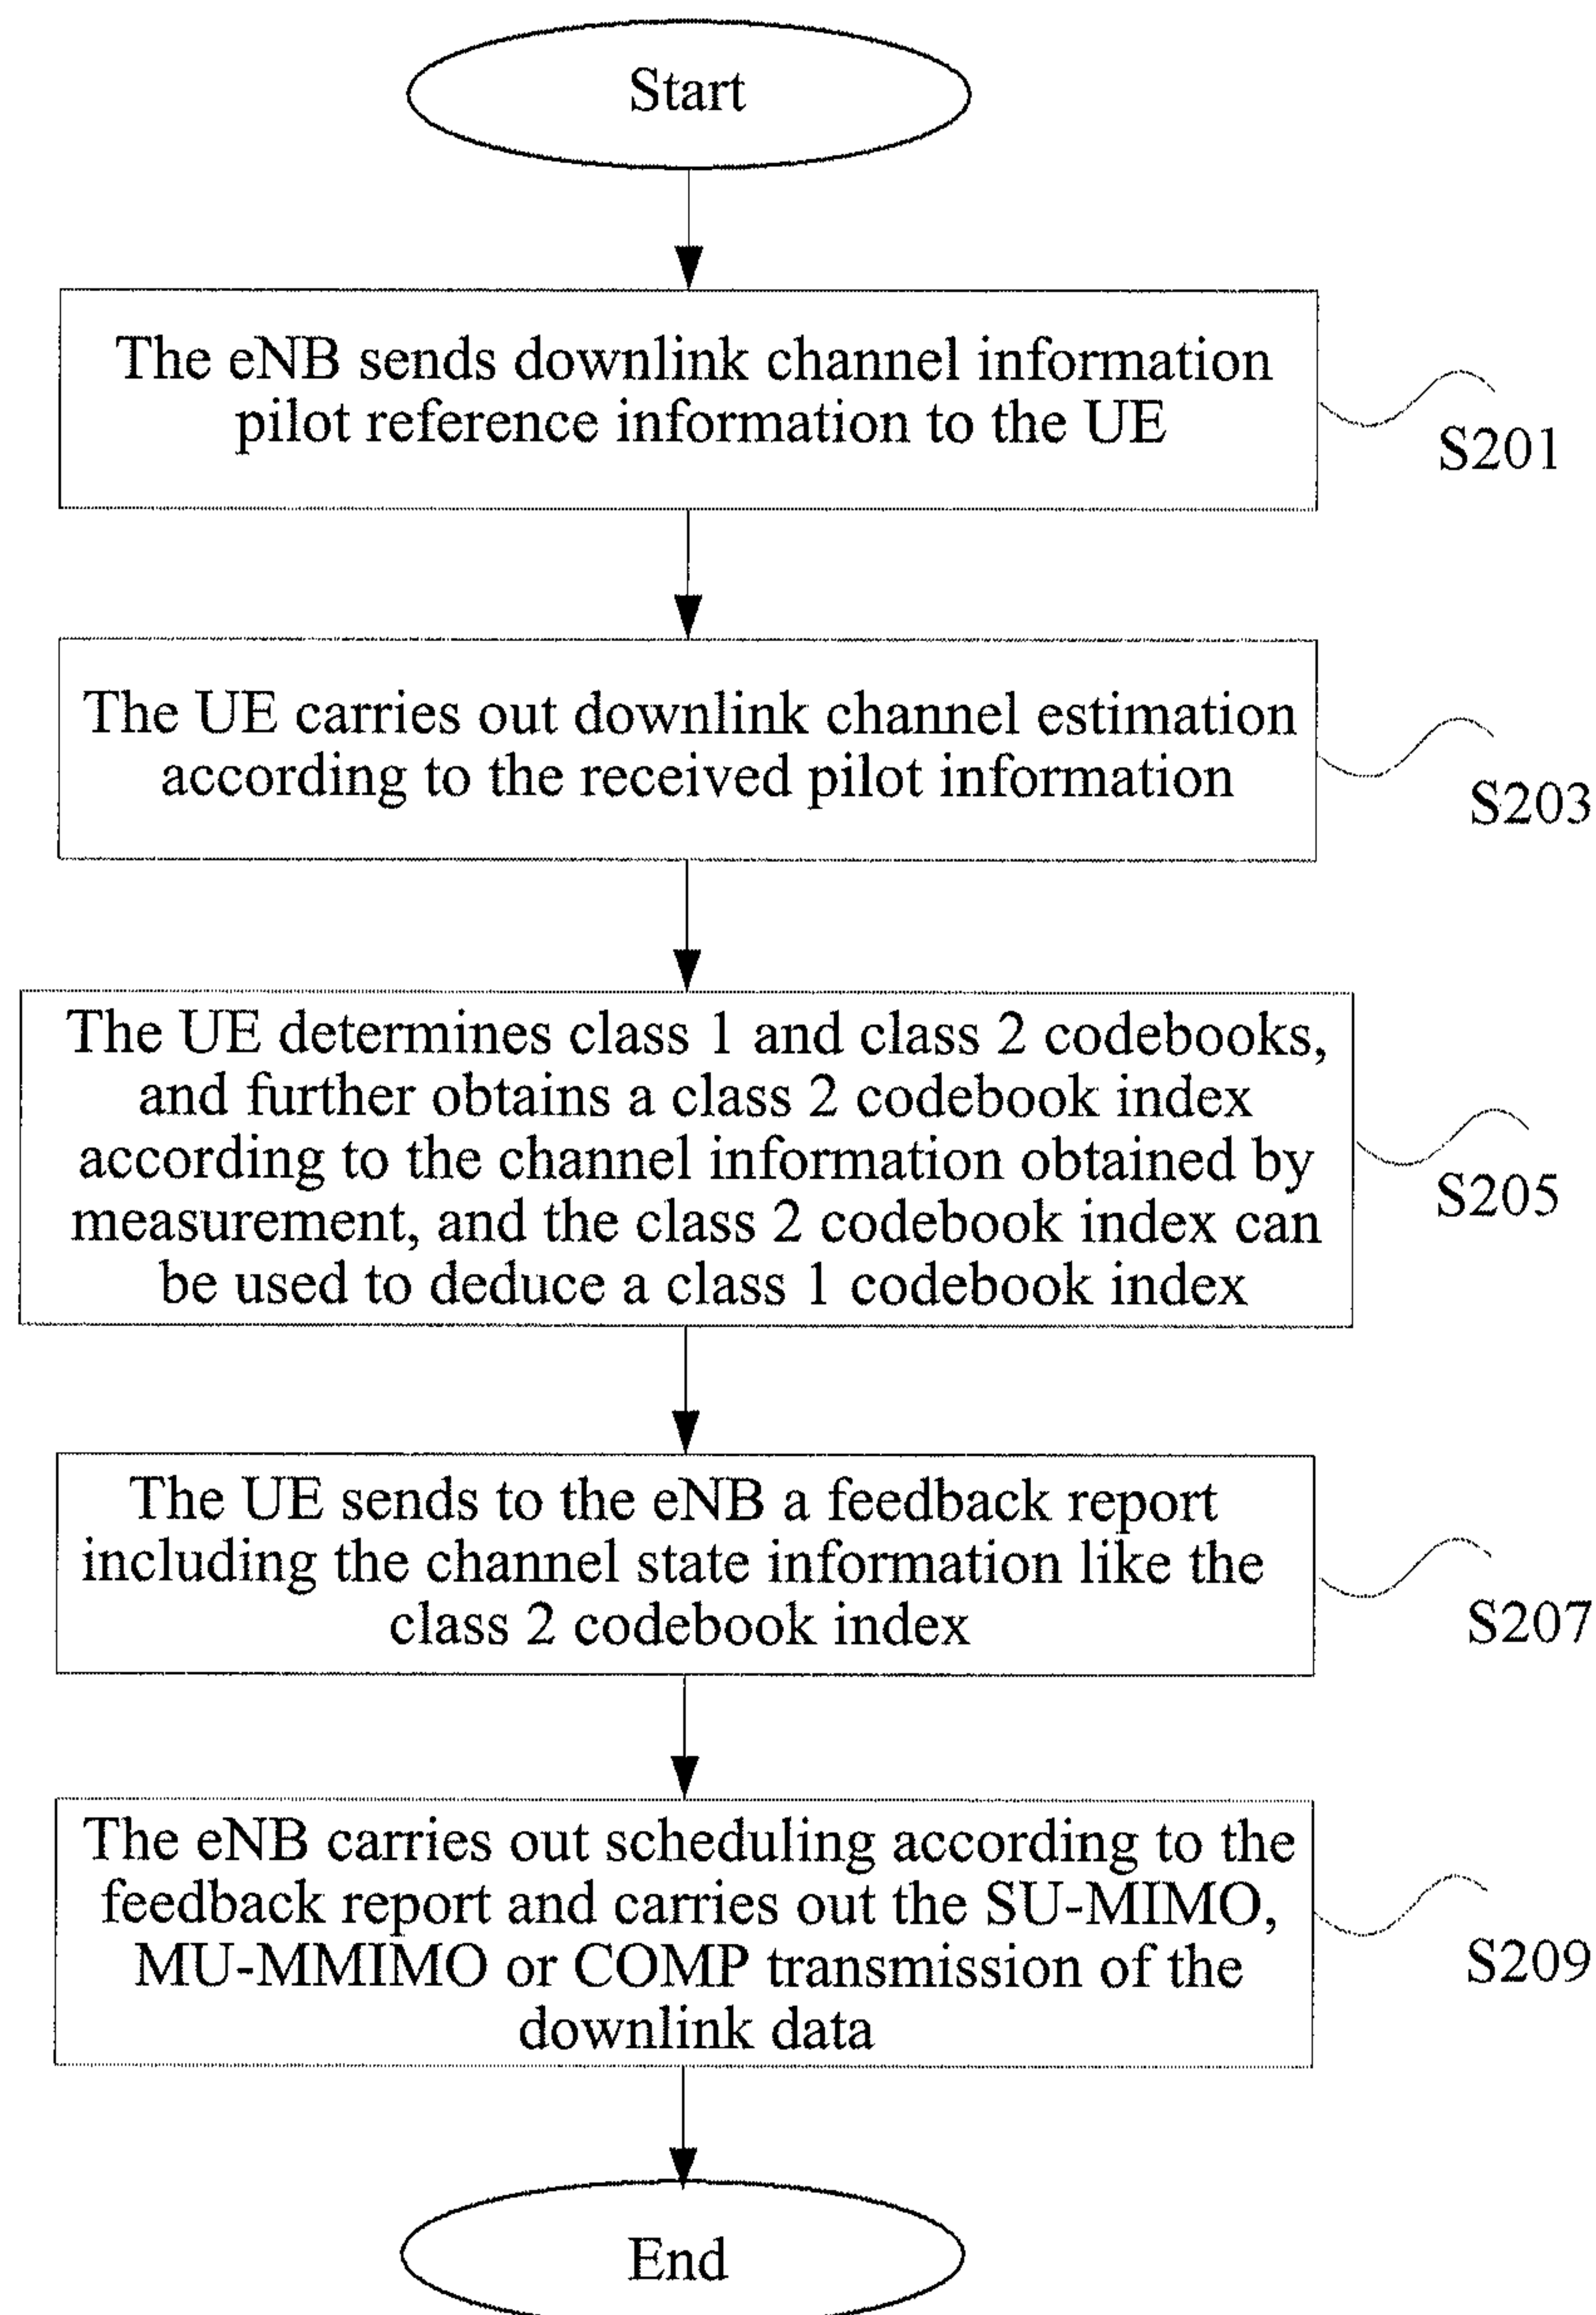 Start
The eNB sends downlink channel information
pilot reference information to the UE
S201
The UE carries out downlink channel estimation
according to the received pilot information
S203
The UE determines class 1 and class 2 codebooks,
and further obtains a class 2 codebook index
according to the channel information obtained by
measurement, and the class 2 codebook index can
be used to deduce a class 1 codebook index
S205
The UE sends to the eNB a feedback report
including the channel state information like the
class 2 codebook index
S207
The eNB carries out scheduling according to the
feedback report and carries out the SU-MIMO,
MU-MMIMO or COMP transmission of the
downlink data
S209
End